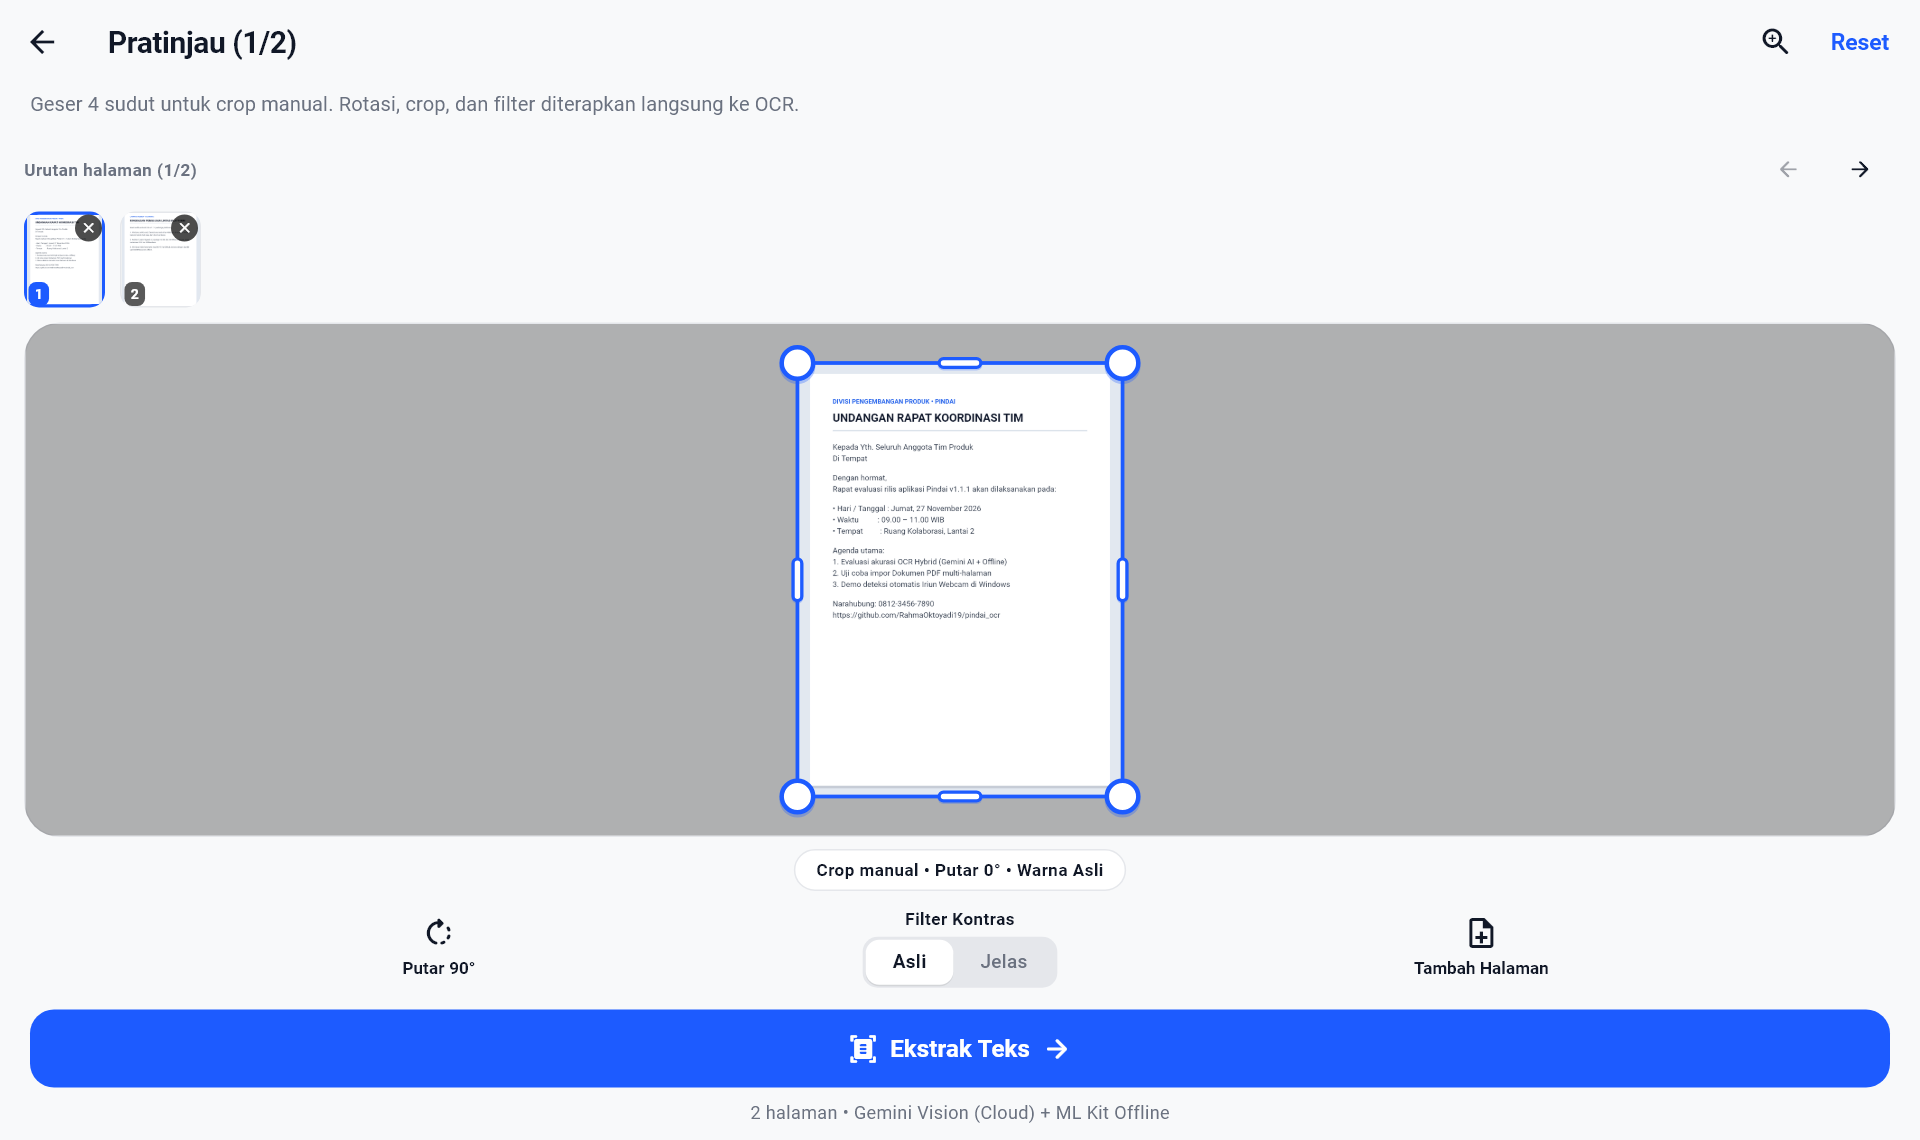 Pratinjau (1/2)
Reset
Geser 4 sudut untuk crop manual. Rotasi, crop, dan filter diterapkan langsung ke OCR.
Urutan halaman (1/2)
1
2
DIVISI PENGEMBANGAN PRODUK • PINDAI
UNDANGAN RAPAT KOORDINASI TIM
Kepada Yth. Seluruh Anggota Tim Produk
Di Tempat
Dengan hormat,
Rapat evaluasi rilis aplikasi Pindai v1.1.1 akan dilaksanakan pada:
• Hari / Tanggal : Jumat, 27 November 2026
• Waktu : 09.00 – 11.00 WIB
• Tempat : Ruang Kolaborasi, Lantai 2
Agenda utama:
1. Evaluasi akurasi OCR Hybrid (Gemini AI + Offline)
2. Uji coba impor Dokumen PDF multi-halaman
3. Demo deteksi otomatis Iriun Webcam di Windows
Narahubung: 0812-3456-7890
https://github.com/RahmaOktoyadi19/pindai_ocr
Crop manual • Putar 0° • Warna Asli
Filter Kontras
Putar 90°
Asli
Jelas
Tambah Halaman
Ekstrak Teks
2 halaman • Gemini Vision (Cloud) + ML Kit Offline